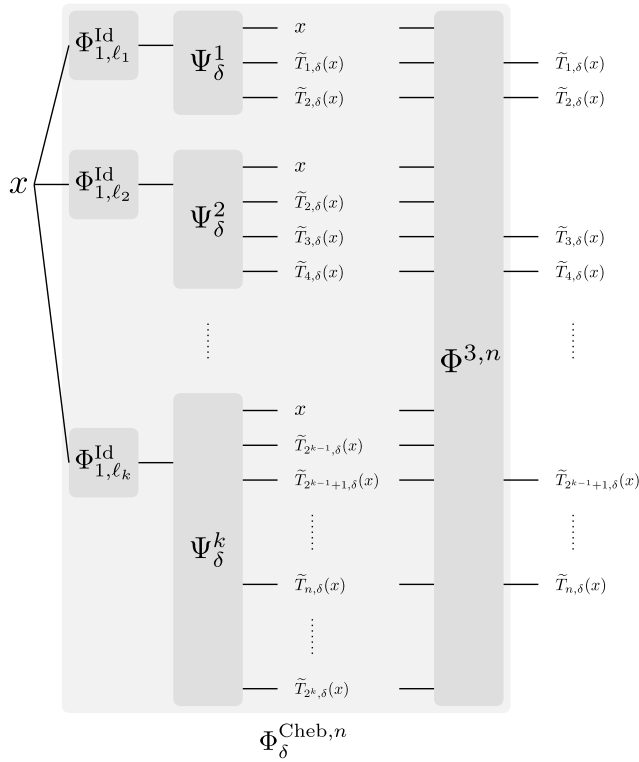 x
Φ^{Id}_{1,ℓ_1}
Ψ^1_δ
x
T̃_{1,δ}(x)
T̃_{2,δ}(x)
T̃_{1,δ}(x)
T̃_{2,δ}(x)
Φ^{Id}_{1,ℓ_2}
Ψ^2_δ
x
T̃_{2,δ}(x)
T̃_{3,δ}(x)
T̃_{4,δ}(x)
T̃_{3,δ}(x)
T̃_{4,δ}(x)
Φ^{3,n}
Φ^{Id}_{1,ℓ_k}
Ψ^k_δ
x
T̃_{2^{k-1},δ}(x)
T̃_{2^{k-1}+1,δ}(x)
T̃_{n,δ}(x)
T̃_{2^k,δ}(x)
T̃_{2^{k-1}+1,δ}(x)
T̃_{n,δ}(x)
Φ^{Cheb,n}_δ